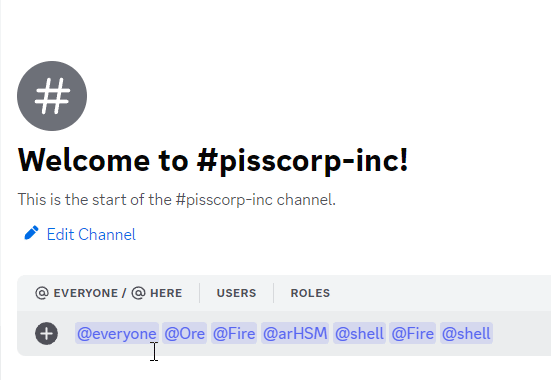 Welcome to #pisscorp-inc!
This is the start of the #pisscorp-inc channel.
Edit Channel
@ EVERYONE / @ HERE USERS ROLES
@everyone @Ore @Fire @arHSM @shell @Fire @shell